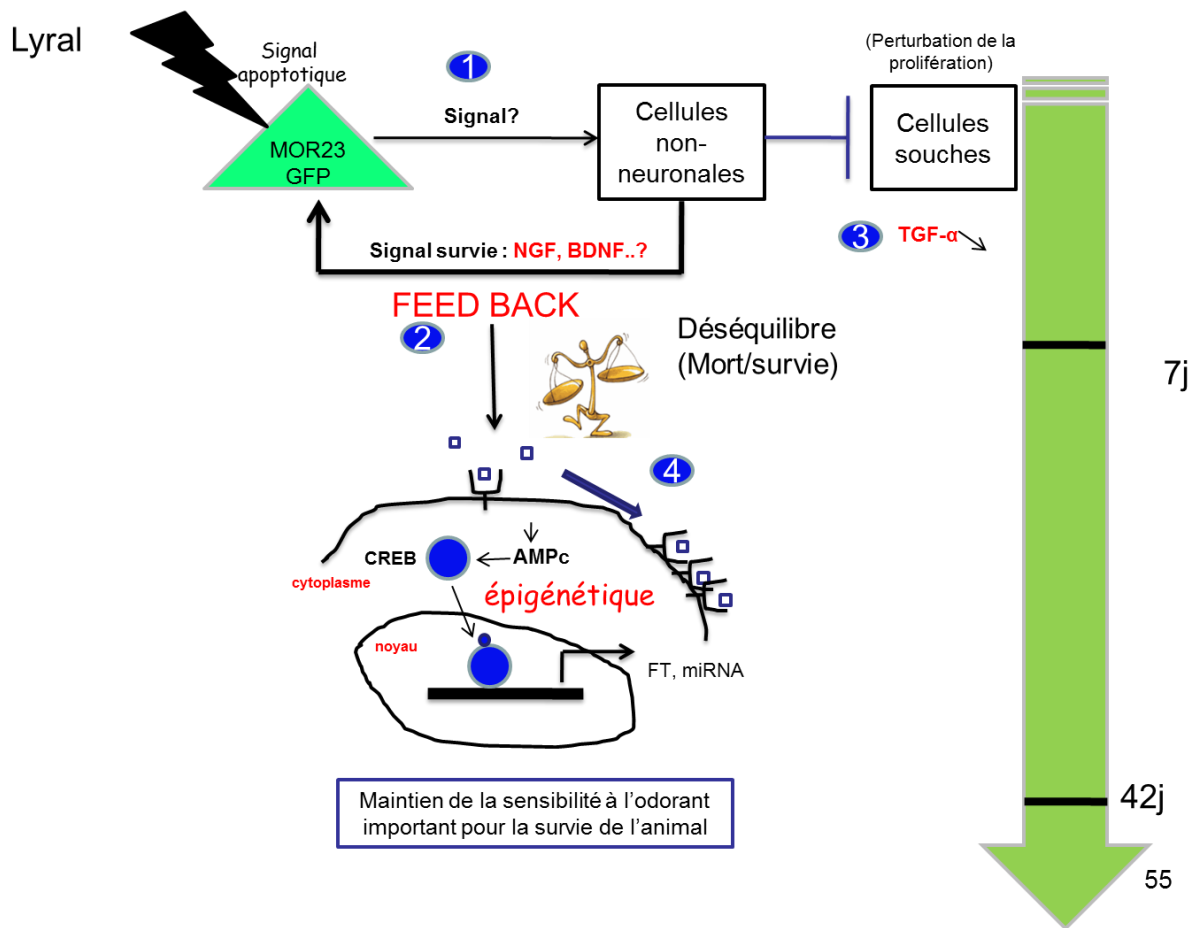 Lyral
Signal
apoptotique
1
(Perturbation de la
prolifération)
MOR23
GFP
Signal?
Cellules
non-
neuronales
Cellules
souches
3
TGF-α
Signal survie : NGF, BDNF..?
FEED BACK
2
Déséquilibre
(Mort/survie)
7j
4
CREB
AMPc
cytoplasme
épigénétique
noyau
FT, miRNA
Maintien de la sensibilité à l’odorant
important pour la survie de l’animal
42j
55